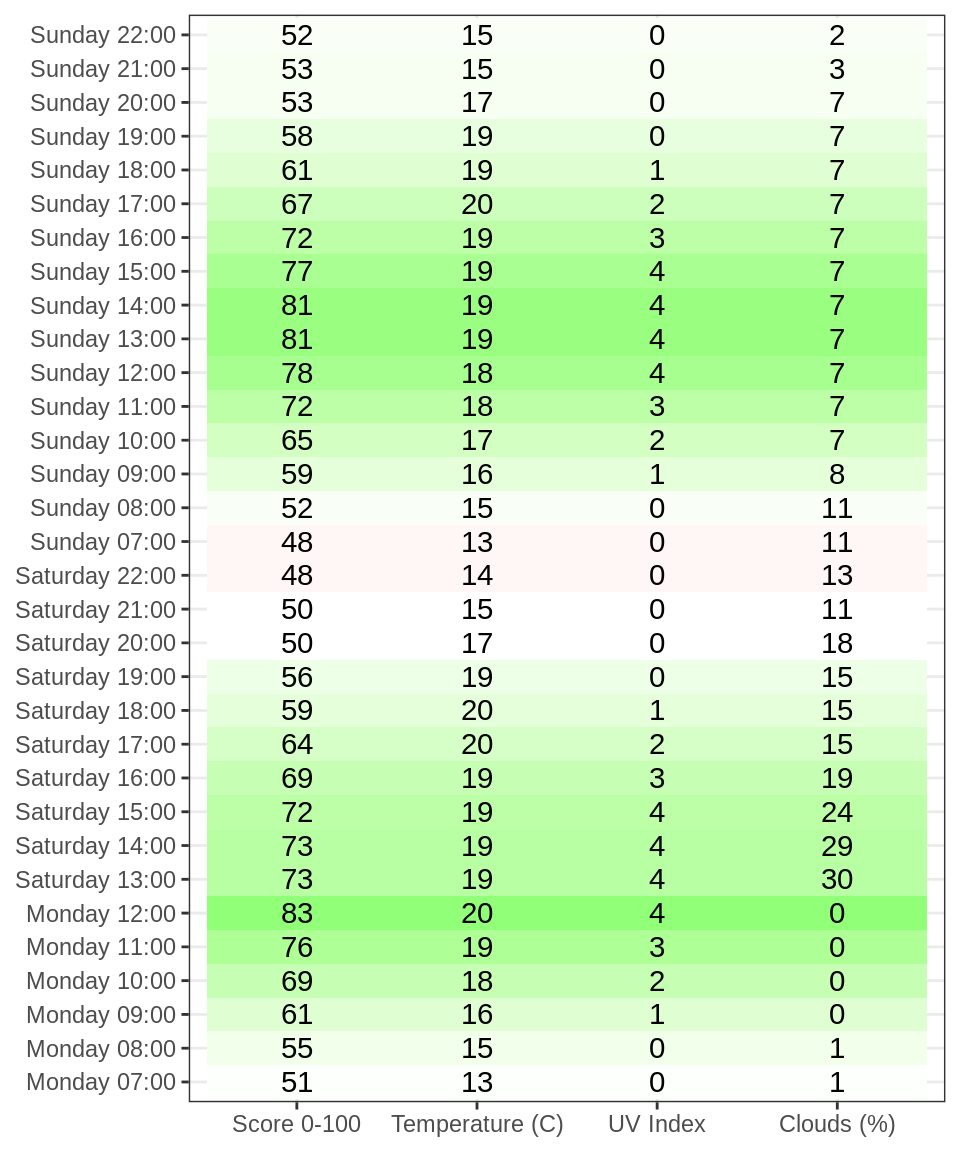 Sunday 22:00 52 15 0 2
Sunday 21:00 53 15 0 3
Sunday 20:00 53 17 0 7
Sunday 19:00 58 19 0 7
Sunday 18:00 61 19 1 7
Sunday 17:00 67 20 2 7
Sunday 16:00 72 19 3 7
Sunday 15:00 77 19 4 7
Sunday 14:00 81 19 4 7
Sunday 13:00 81 19 4 7
Sunday 12:00 78 18 4 7
Sunday 11:00 72 18 3 7
Sunday 10:00 65 17 2 7
Sunday 09:00 59 16 1 8
Sunday 08:00 52 15 0 11
Sunday 07:00 48 13 0 11
Saturday 22:00 48 14 0 13
Saturday 21:00 50 15 0 11
Saturday 20:00 50 17 0 18
Saturday 19:00 56 19 0 15
Saturday 18:00 59 20 1 15
Saturday 17:00 64 20 2 15
Saturday 16:00 69 19 3 19
Saturday 15:00 72 19 4 24
Saturday 14:00 73 19 4 29
Saturday 13:00 73 19 4 30
Monday 12:00 83 20 4 0
Monday 11:00 76 19 3 0
Monday 10:00 69 18 2 0
Monday 09:00 61 16 1 0
Monday 08:00 55 15 0 1
Monday 07:00 51 13 0 1
Score 0-100 Temperature (C) UV Index Clouds (%)